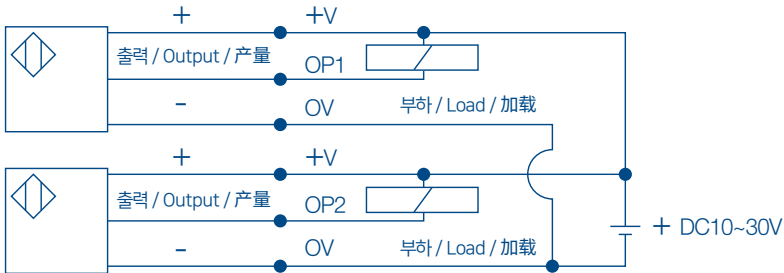 + +V
출력 / Output / 产量 OP1
- OV 부하 / Load / 加载
+ +V
출력 / Output / 产量 OP2
+ DC10~30V
- OV 부하 / Load / 加载